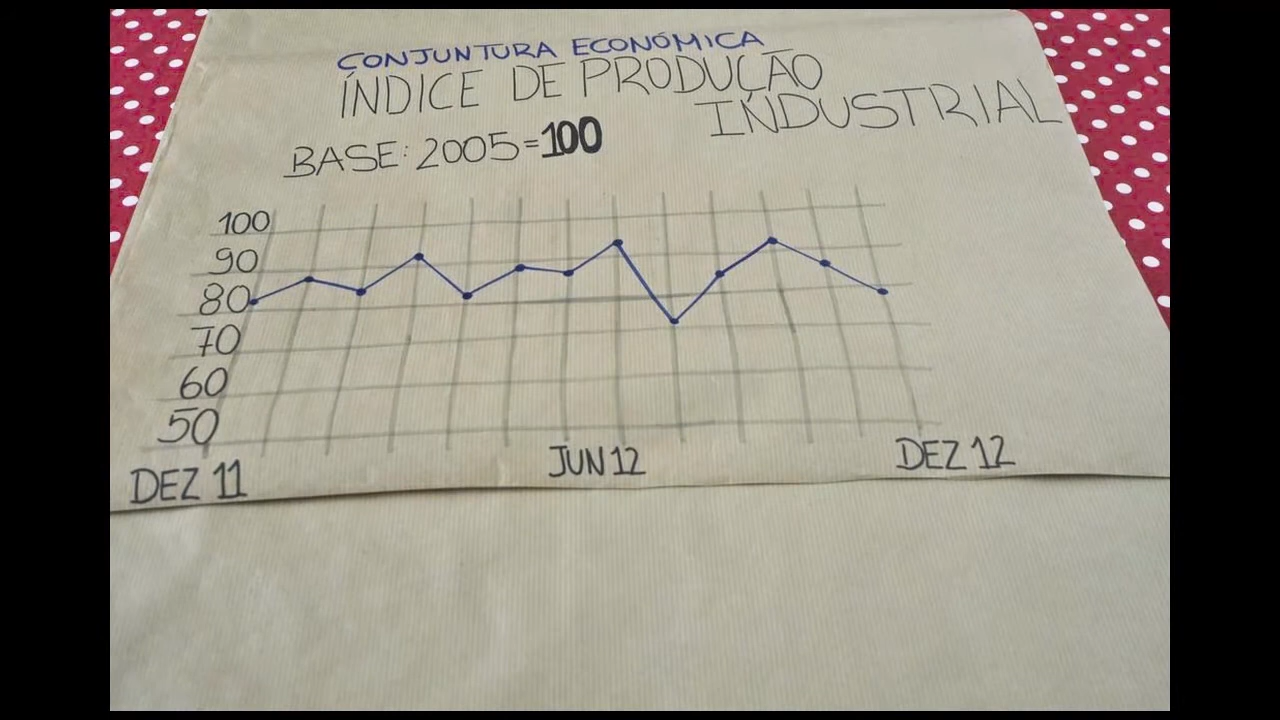 CONJUNTURA ECONÓMICA
ÍNDICE DE PRODUÇÃO
INDUSTRIAL
BASE: 2005=100
100
90
80
70
60
50
DEZ 11
JUN 12
DEZ 12